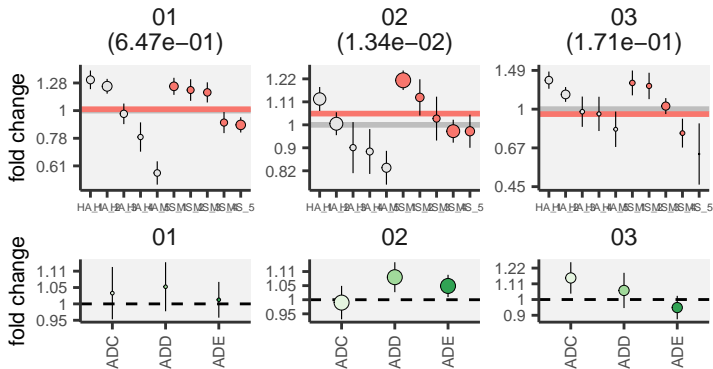 01
(6.47e−01)
02
(1.34e−02)
03
(1.71e−01)
fold change
1.28
1
0.78
0.61
1.22
1.11
1
0.9
0.82
1.49
1
0.67
0.45
01
02
03
fold change
1.11
1.05
1
0.95
1.11
1.05
1
0.95
1.22
1.11
1
0.9
ADC
ADD
ADE
ADC
ADD
ADE
ADC
ADD
ADE